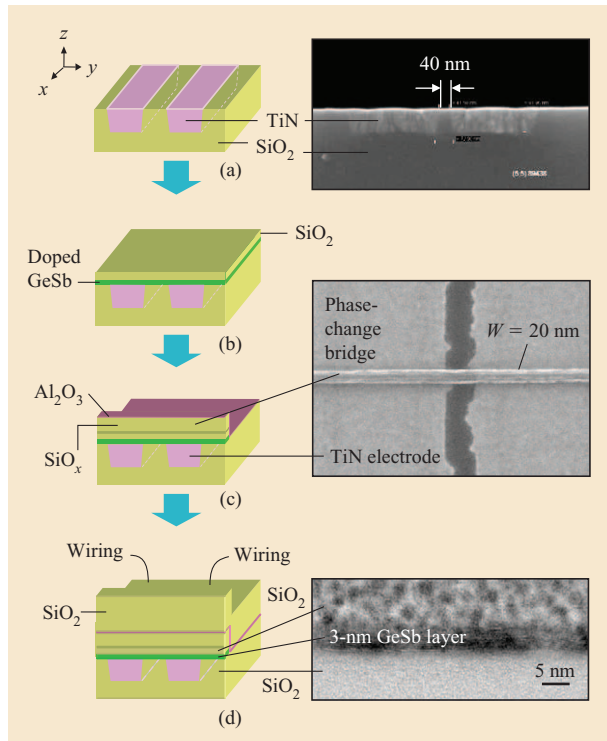 z
y
x
40 nm
TiN
SiO2
(a)
SiO2
Doped
GeSb
(b)
Phase-
change
bridge
W = 20 nm
Al2O3
SiOx
TiN electrode
(c)
Wiring
Wiring
SiO2
SiO2
3-nm GeSb layer
SiO2
5 nm
(d)